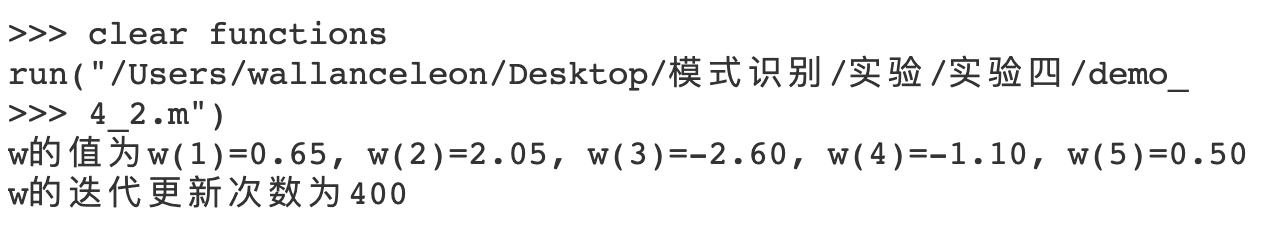 >>> clear functions
run("/Users/wallanceleon/Desktop/模式识别/实验/实验四/demo_
>>> 4_2.m")
w的值为w(1)=0.65, w(2)=2.05, w(3)=-2.60, w(4)=-1.10, w(5)=0.50
w的迭代更新次数为400